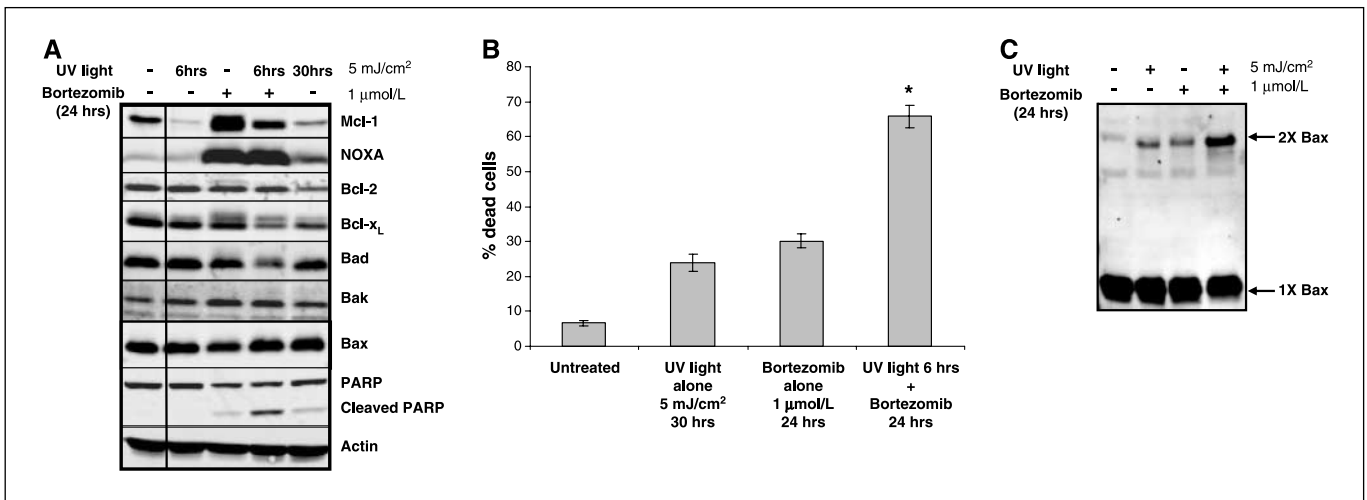 A
UV light - 6hrs - 6hrs 30hrs 5 mJ/cm²
Bortezomib - - + + - 1 µmol/L
(24 hrs)
Mcl-1
NOXA
Bcl-2
Bcl-xL
Bad
Bak
Bax
PARP
Cleaved PARP
Actin
B
% dead cells
80
70
60
50
40
30
20
10
0
*
Untreated
UV light
alone
5 mJ/cm²
30 hrs
Bortezomib
alone
1 µmol/L
24 hrs
UV light 6 hrs
+
Bortezomib
24 hrs
C
UV light - + - + 5 mJ/cm²
Bortezomib - - + + 1 µmol/L
(24 hrs)
2X Bax
1X Bax